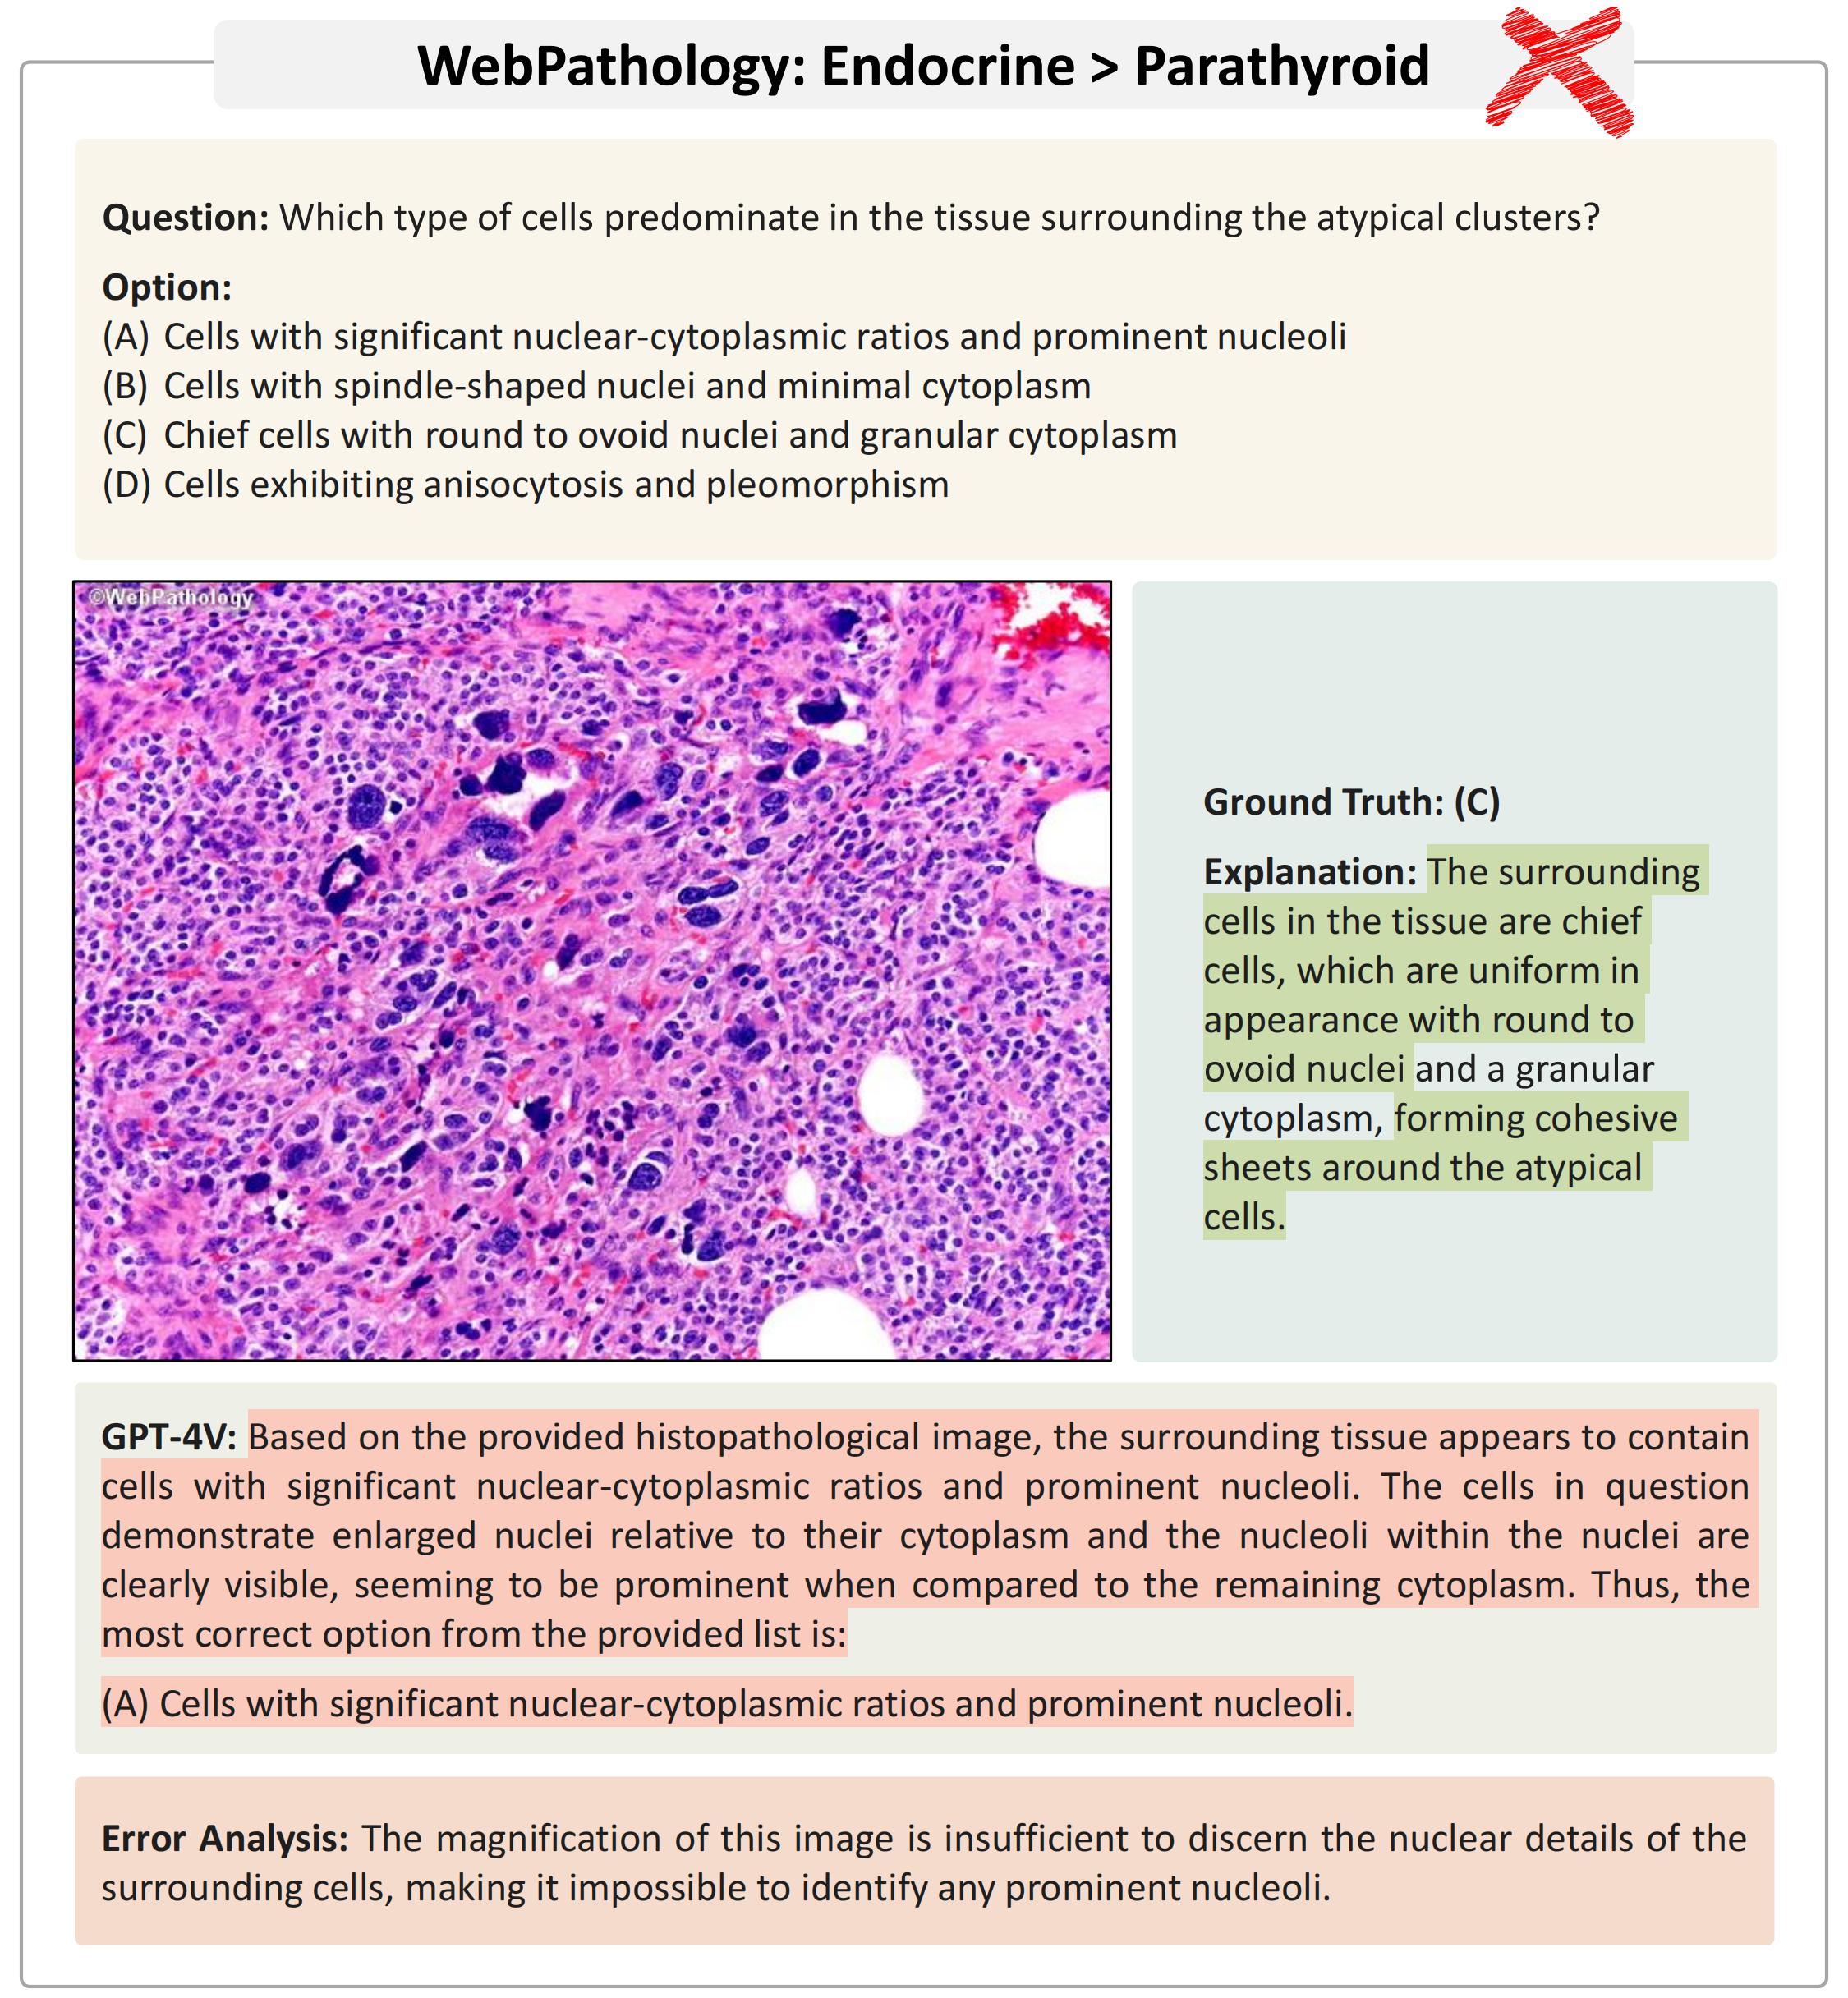 WebPathology: Endocrine > Parathyroid
Question: Which type of cells predominate in the tissue surrounding the atypical clusters?
Option:
(A) Cells with significant nuclear-cytoplasmic ratios and prominent nucleoli
(B) Cells with spindle-shaped nuclei and minimal cytoplasm
(C) Chief cells with round to ovoid nuclei and granular cytoplasm
(D) Cells exhibiting anisocytosis and pleomorphism
©WebPathology
Ground Truth: (C)
Explanation: The surrounding
cells in the tissue are chief
cells, which are uniform in
appearance with round to
ovoid nuclei and a granular
cytoplasm, forming cohesive
sheets around the atypical
cells.
GPT-4V: Based on the provided histopathological image, the surrounding tissue appears to contain
cells with significant nuclear-cytoplasmic ratios and prominent nucleoli. The cells in question
demonstrate enlarged nuclei relative to their cytoplasm and the nucleoli within the nuclei are
clearly visible, seeming to be prominent when compared to the remaining cytoplasm. Thus, the
most correct option from the provided list is:
(A) Cells with significant nuclear-cytoplasmic ratios and prominent nucleoli.
Error Analysis: The magnification of this image is insufficient to discern the nuclear details of the
surrounding cells, making it impossible to identify any prominent nucleoli.